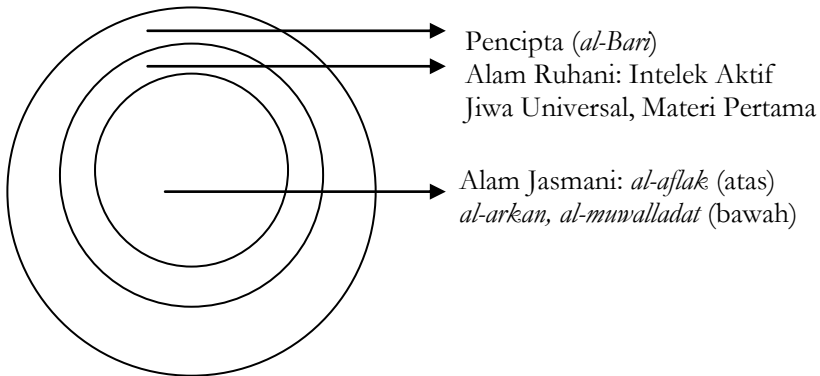 Pencipta (al-Bari)
Alam Ruhani: Intelek Aktif
Jiwa Universal, Materi Pertama
Alam Jasmani: al-aflak (atas)
al-arkan, al-muwalladat (bawah)